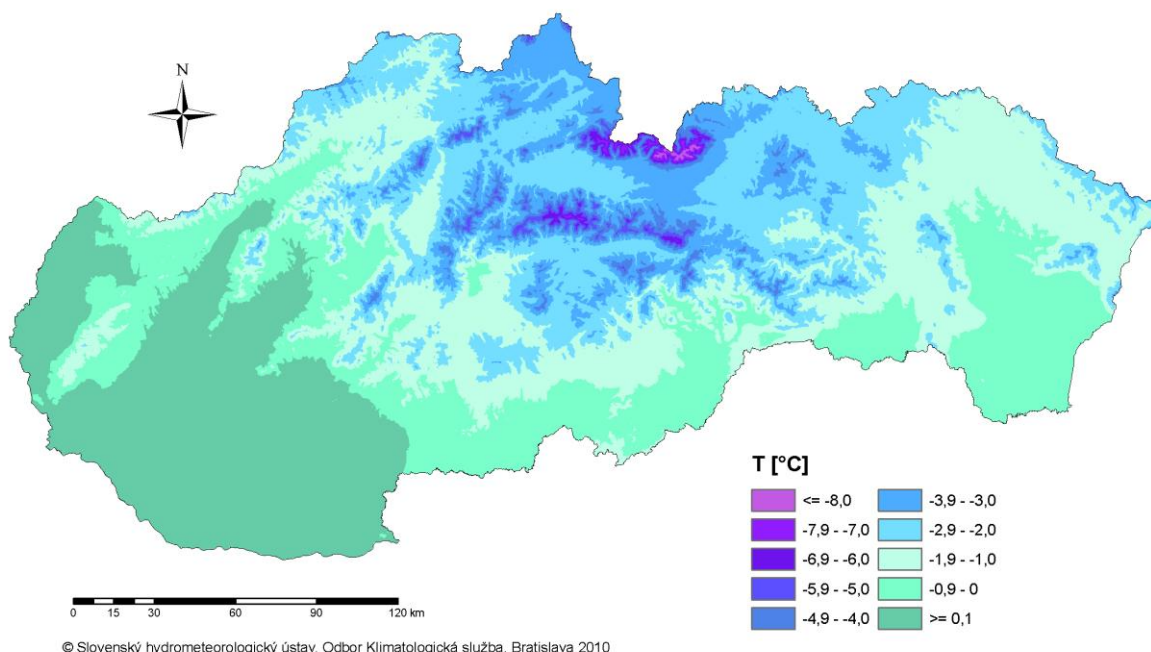 N
T [°C]
<= -8,0
-7,9 - -7,0
-6,9 - -6,0
-5,9 - -5,0
-4,9 - -4,0
-3,9 - -3,0
-2,9 - -2,0
-1,9 - -1,0
-0,9 - 0
>= 0,1
0 15 30 60 90 120 km
© Slovenský hydrometeorologický ústav, Odbor Klimatologická služba, Bratislava 2010